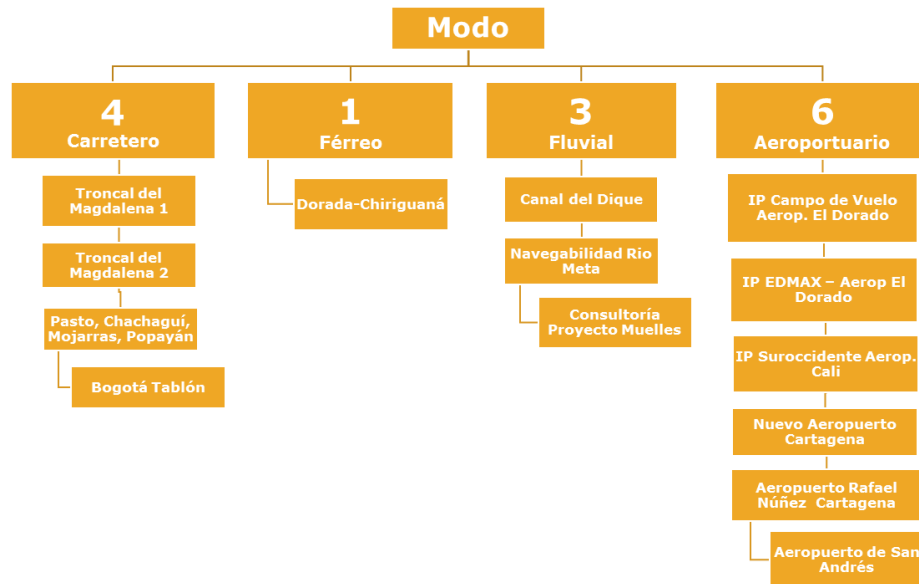 Modo
4
Carretero
Troncal del
Magdalena 1
Troncal del
Magdalena 2
Pasto, Chachaguí,
Mojarras, Popayán
Bogotá Tablón
1
Férreo
Dorada-Chiriguaná
3
Fluvial
Canal del Dique
Navegabilidad Rio
Meta
Consultoría
Proyecto Muelles
6
Aeroportuario
IP Campo de Vuelo
Aerop. El Dorado
IP EDMAX – Aerop El
Dorado
IP Suroccidente Aerop.
Cali
Nuevo Aeropuerto
Cartagena
Aeropuerto Rafael
Núñez Cartagena
Aeropuerto de San
Andrés